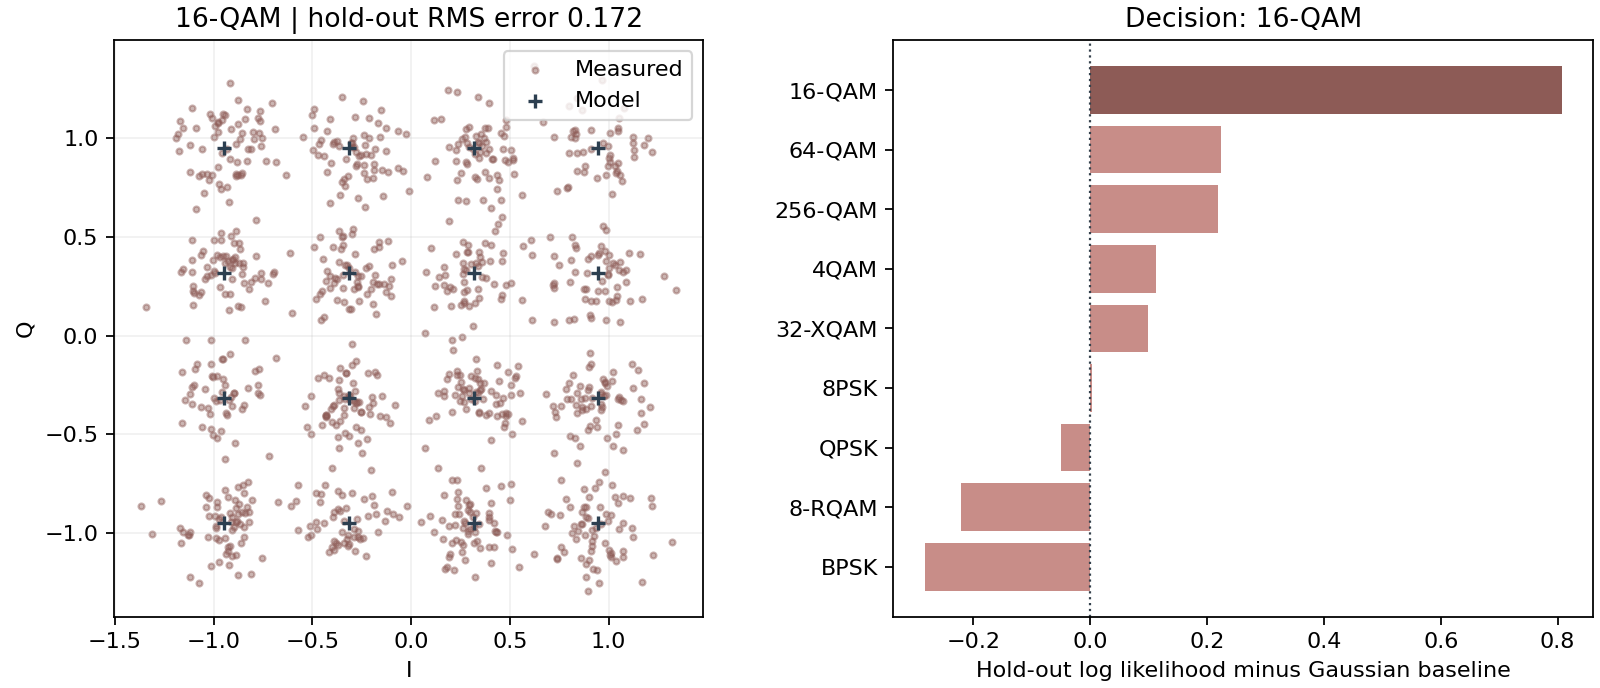 16-QAM | hold-out RMS error 0.172
Measured
Model
1.0
0.5
0.0
−0.5
−1.0
Q
−1.5
−1.0
−0.5
0.0
0.5
1.0
I
Decision: 16-QAM
16-QAM
64-QAM
256-QAM
4QAM
32-XQAM
8PSK
QPSK
8-RQAM
BPSK
−0.2
0.0
0.2
0.4
0.6
0.8
Hold-out log likelihood minus Gaussian baseline